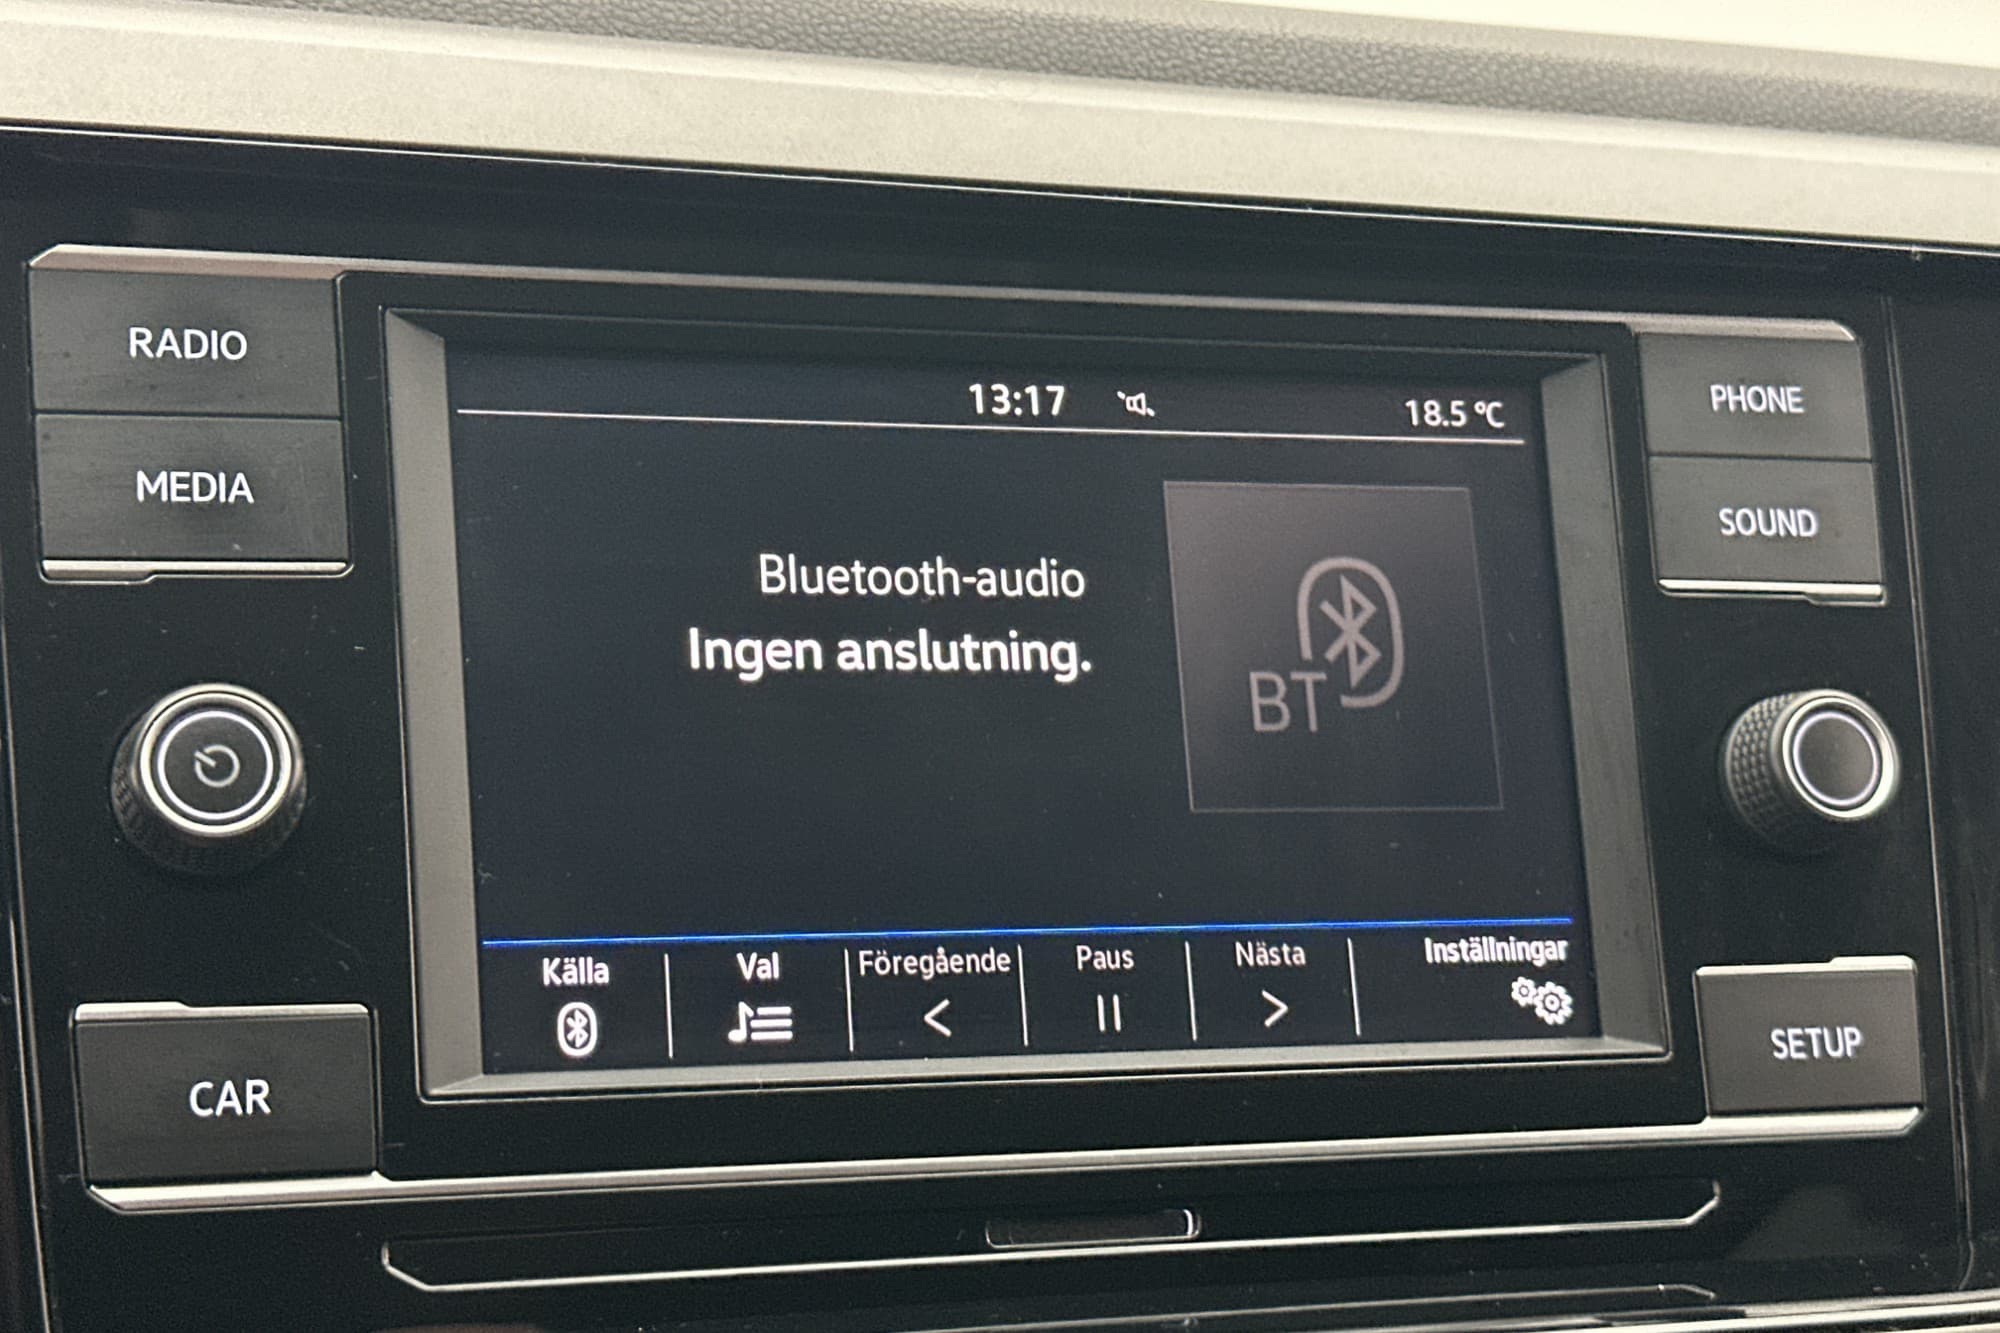 RADIO
MEDIA
CAR
13:17
18.5 °C
Bluetooth-audio
Ingen anslutning.
BT
Källa
Val
Föregående
Paus
Nästa
Inställningar
PHONE
SOUND
SETUP